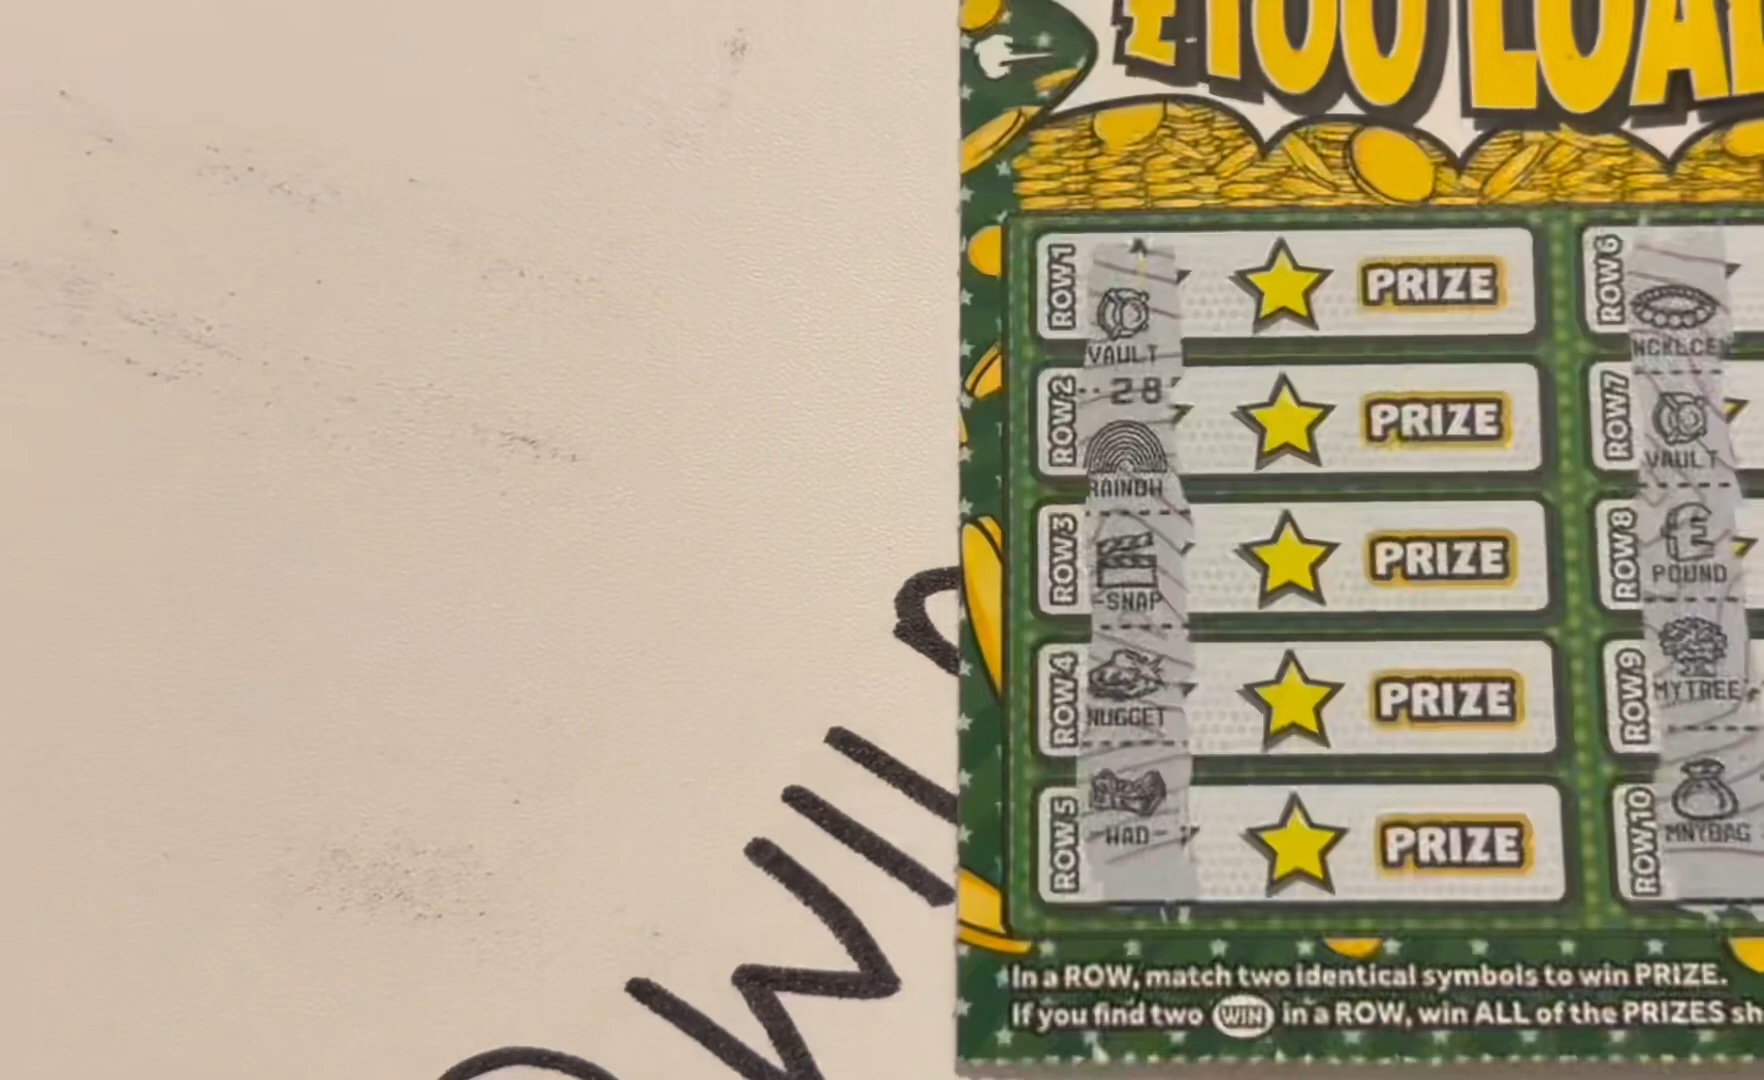 £100 LOA
ROW1
VAULT
PRIZE
ROW2
28
RAINBW
PRIZE
ROW3
SNAP
PRIZE
ROW4
NUGGET
PRIZE
ROW5
WAD
PRIZE
ROW6
NCKLCE
ROW7
VAULT
ROW8
POUND
ROW9
MYTREE
ROW10
MNYBAG
In a ROW, match two identical symbols to win PRIZE.
If you find two WIN in a ROW, win ALL of the PRIZES sh